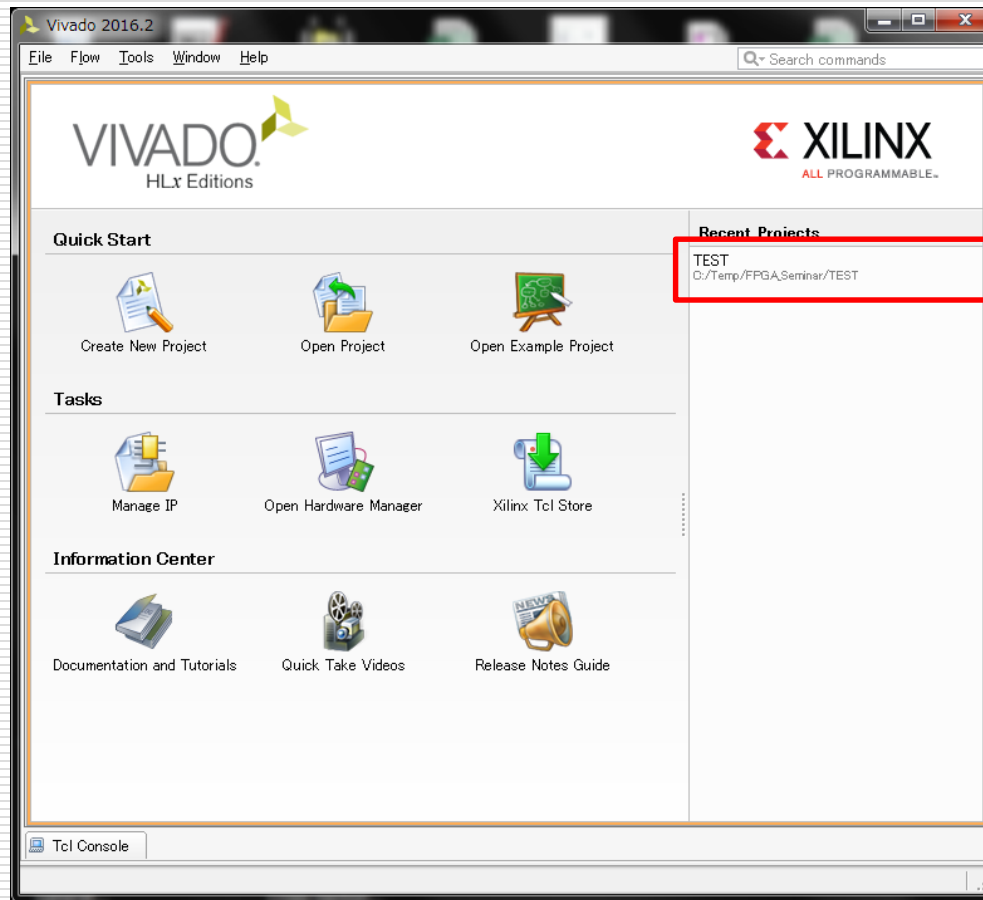 Vivado 2016.2
File Flow Tools Window Help
Search commands
VIVADO.
HLx Editions
XILINX
ALL PROGRAMMABLE™
Quick Start
Recent Projects
TEST
C:/Temp/FPGA_Seminar/TEST
Create New Project
Open Project
Open Example Project
Tasks
Manage IP
Open Hardware Manager
Xilinx Tcl Store
Information Center
NEWS
Documentation and Tutorials
Quick Take Videos
Release Notes Guide
Tcl Console